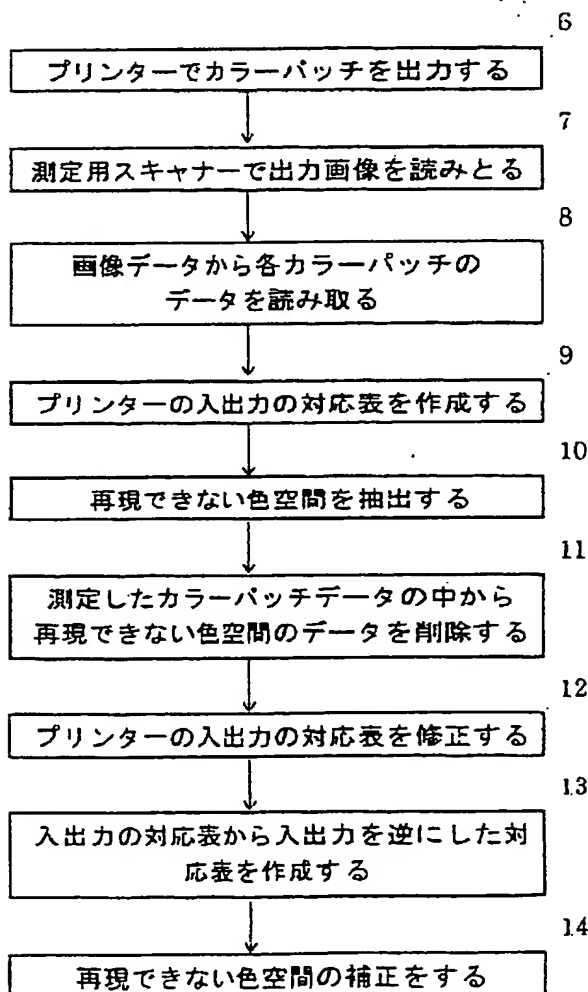 6
プリンターでカラーパッチを出力する
7
測定用スキャナーで出力画像を読みとる
8
画像データから各カラーパッチの
データを読み取る
9
プリンターの入出力の対応表を作成する
10
再現できない色空間を抽出する
11
測定したカラーパッチデータの中から
再現できない色空間のデータを削除する
12
プリンターの入出力の対応表を修正する
13
入出力の対応表から入出力を逆にした対
応表を作成する
14
再現できない色空間の補正をする